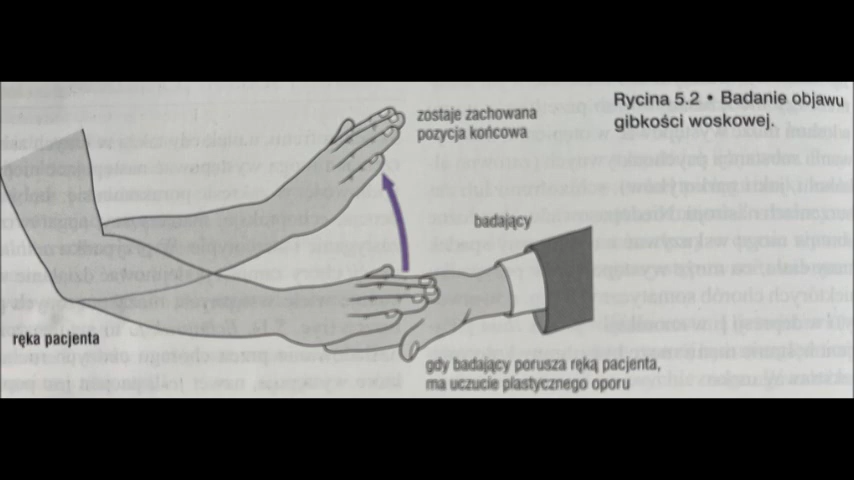 zostaje zachowana
pozycja końcowa
Rycina 5.2 • Badanie objawu
gibkości woskowej.
badający
ręka pacjenta
gdy badający porusza ręką pacjenta,
ma uczucie plastycznego oporu